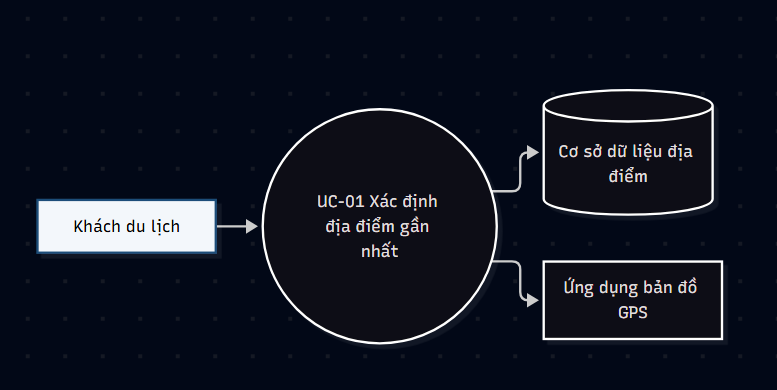 Khách du lịch
UC-01 Xác định
địa điểm gần
nhất
Cơ sở dữ liệu địa
điểm
Ứng dụng bản đồ
GPS